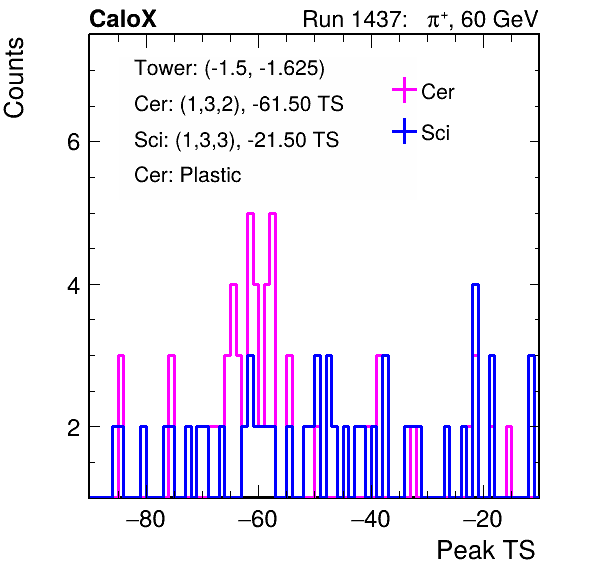 CaloX Run 1437: π⁺, 60 GeV
Counts
Tower: (-1.5, -1.625)
Cer: (1,3,2), -61.50 TS
Sci: (1,3,3), -21.50 TS
Cer: Plastic
Cer
Sci
6
4
2
−80 −60 −40 −20
Peak TS